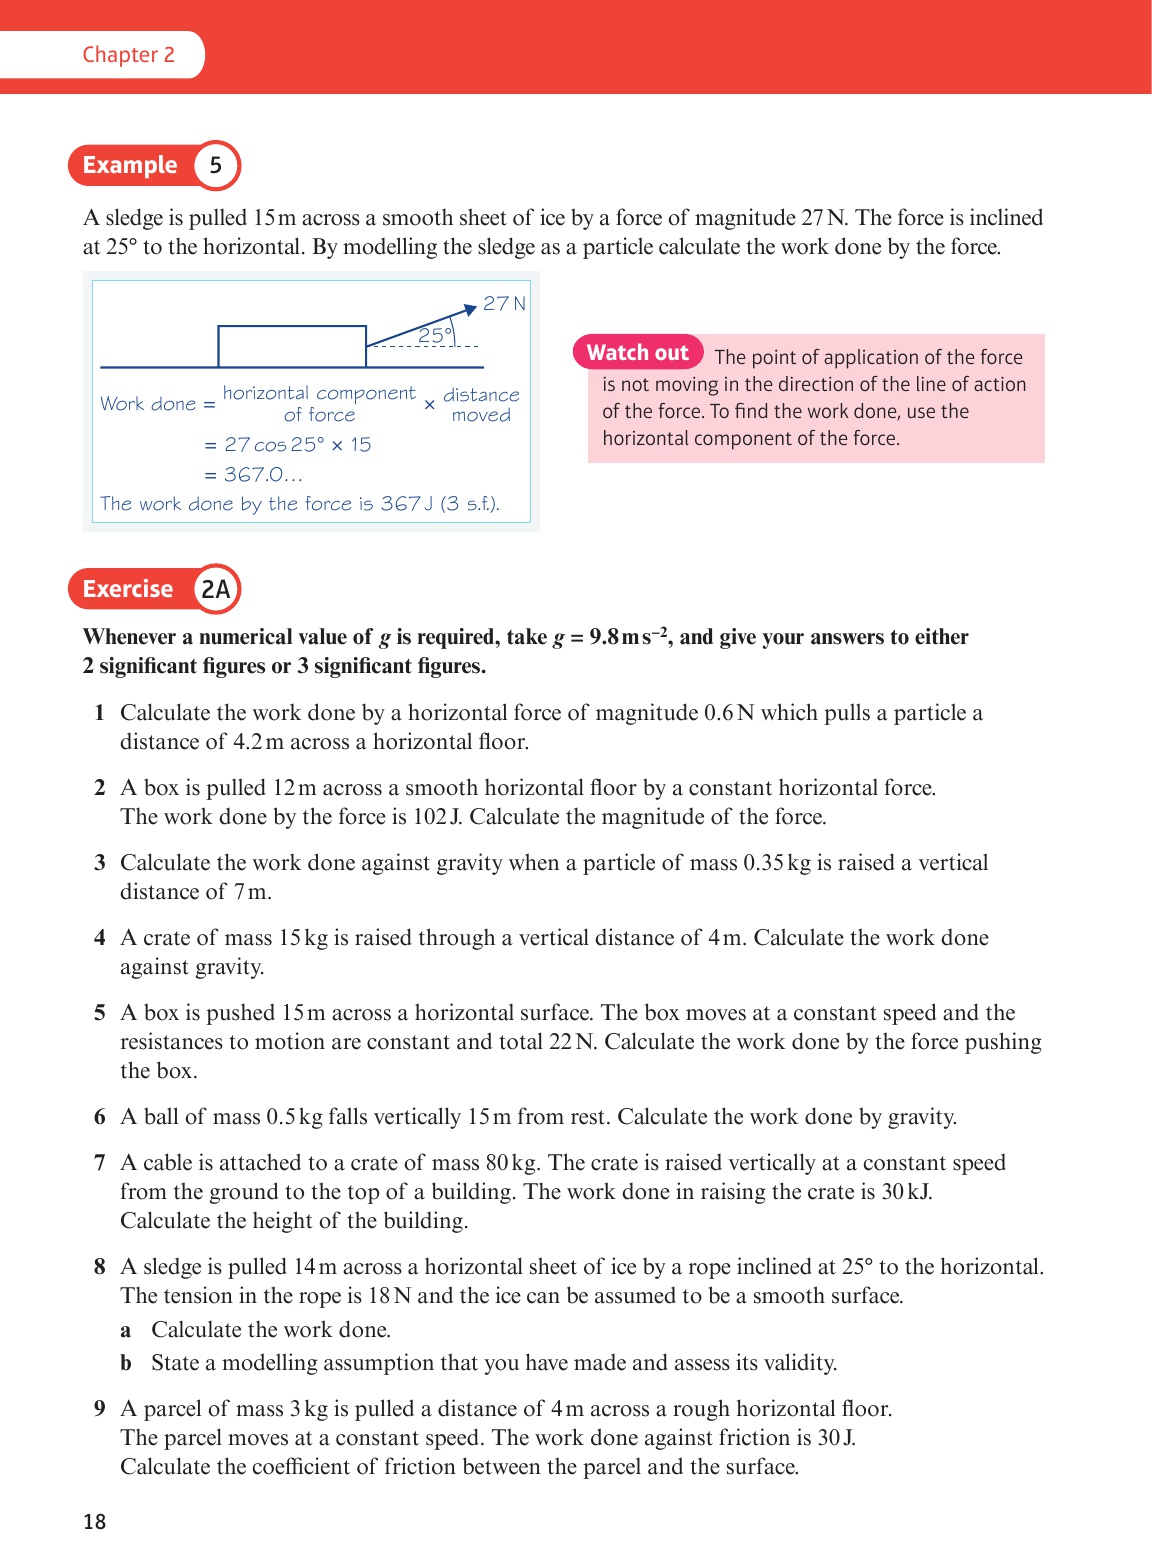 Chapter 2
Example 5
A sledge is pulled 15 m across a smooth sheet of ice by a force of magnitude 27 N. The force is inclined
at 25° to the horizontal. By modelling the sledge as a particle calculate the work done by the force.
27 N
25°
Work done = horizontal component of force × distance moved
= 27 cos 25° × 15
= 367.0…
The work done by the force is 367 J (3 s.f.).
Watch out The point of application of the force
is not moving in the direction of the line of action
of the force. To find the work done, use the
horizontal component of the force.
Exercise 2A
Whenever a numerical value of g is required, take g = 9.8 m s⁻², and give your answers to either
2 significant figures or 3 significant figures.
1 Calculate the work done by a horizontal force of magnitude 0.6 N which pulls a particle a
distance of 4.2 m across a horizontal floor.
2 A box is pulled 12 m across a smooth horizontal floor by a constant horizontal force.
The work done by the force is 102 J. Calculate the magnitude of the force.
3 Calculate the work done against gravity when a particle of mass 0.35 kg is raised a vertical
distance of 7 m.
4 A crate of mass 15 kg is raised through a vertical distance of 4 m. Calculate the work done
against gravity.
5 A box is pushed 15 m across a horizontal surface. The box moves at a constant speed and the
resistances to motion are constant and total 22 N. Calculate the work done by the force pushing
the box.
6 A ball of mass 0.5 kg falls vertically 15 m from rest. Calculate the work done by gravity.
7 A cable is attached to a crate of mass 80 kg. The crate is raised vertically at a constant speed
from the ground to the top of a building. The work done in raising the crate is 30 kJ.
Calculate the height of the building.
8 A sledge is pulled 14 m across a horizontal sheet of ice by a rope inclined at 25° to the horizontal.
The tension in the rope is 18 N and the ice can be assumed to be a smooth surface.
a Calculate the work done.
b State a modelling assumption that you have made and assess its validity.
9 A parcel of mass 3 kg is pulled a distance of 4 m across a rough horizontal floor.
The parcel moves at a constant speed. The work done against friction is 30 J.
Calculate the coefficient of friction between the parcel and the surface.
18